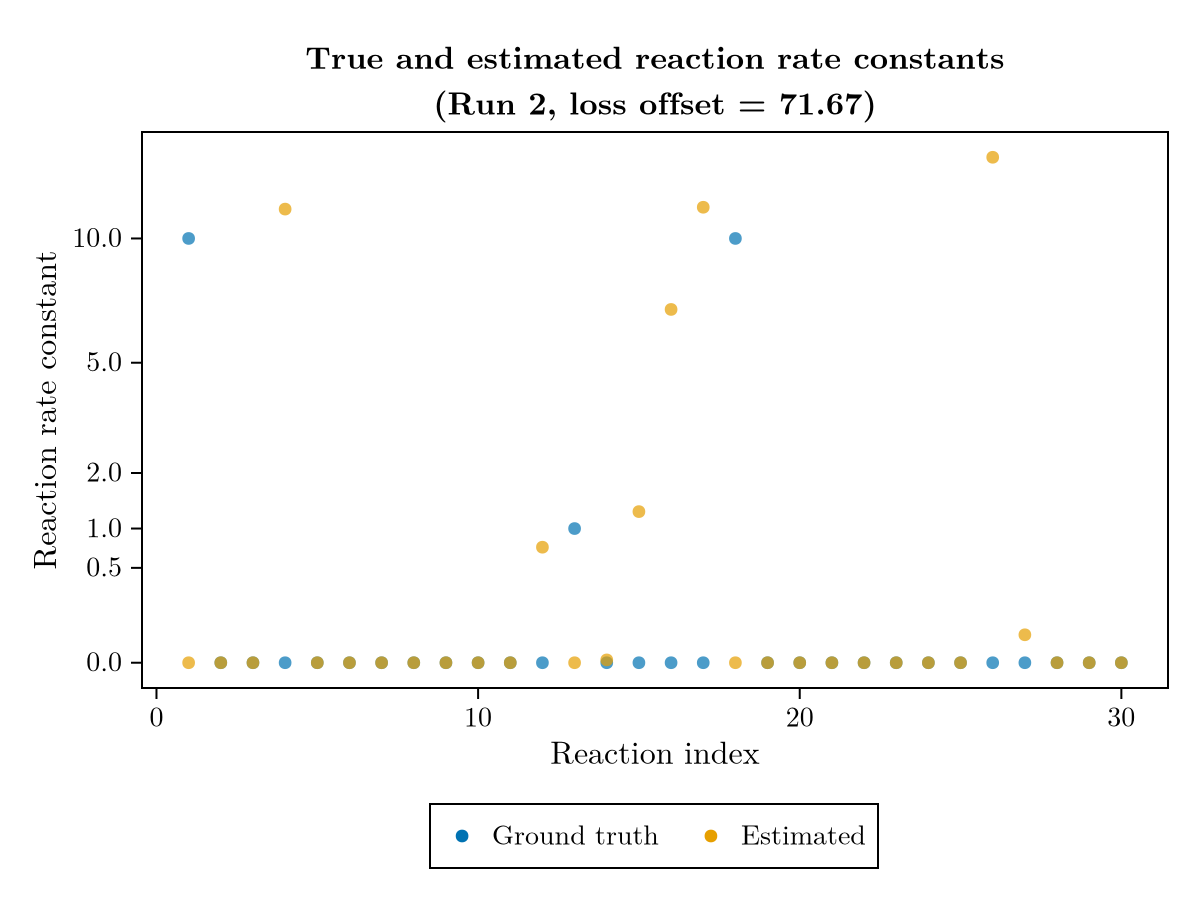 True and estimated reaction rate constants
(Run 2, loss offset = 71.67)
Reaction rate constant
10.0
5.0
2.0
1.0
0.5
0.0
0 10 20 30
Reaction index
Ground truth Estimated